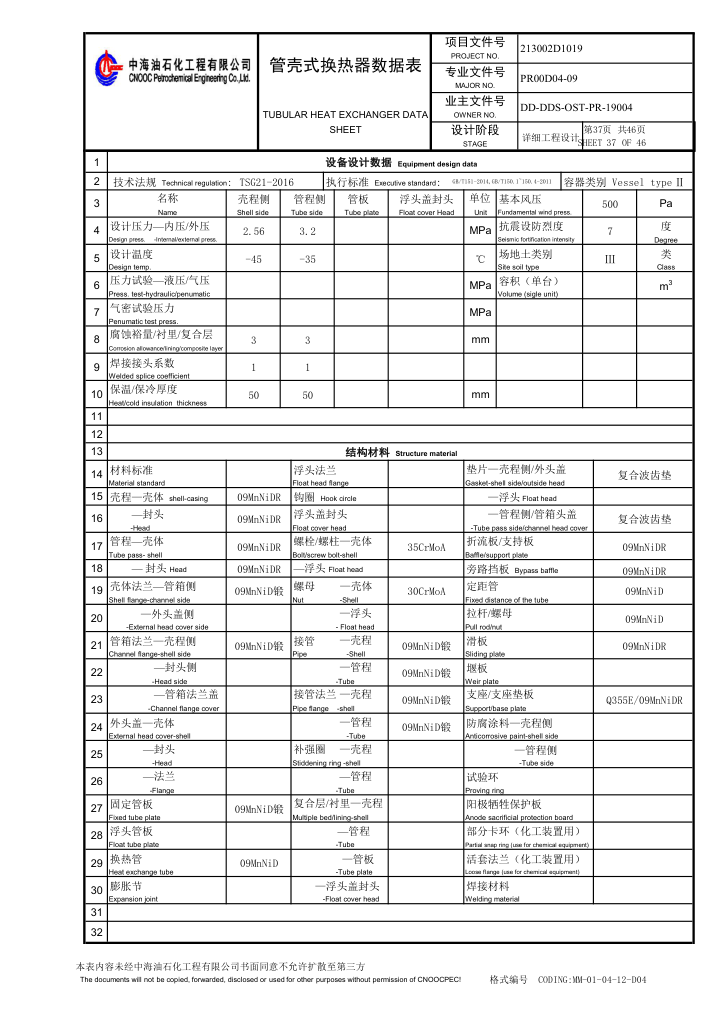 中海油石化工程有限公司
CNOOC Petrochemical Engineering Co.,Ltd.
管壳式换热器数据表
TUBULAR HEAT EXCHANGER DATA
SHEET
项目文件号 213002D1019
PROJECT NO.
专业文件号 PR00D04-09
MAJOR NO.
业主文件号 DD-DDS-OST-PR-19004
OWNER NO.
设计阶段 详细工程设计 第37页 共46页
STAGE SHEET 37 OF 46
1 设备设计数据 Equipment design data
2 技术法规 Technical regulation: TSG21-2016 执行标准 Executive standard: GB/T151-2014,GB/T150.1~150.4-2011 容器类别 Vessel type Ⅱ
3 名称 壳程侧 管程侧 管板 浮头盖封头 单位 基本风压 500 Pa
Name Shell side Tube side Tube plate Float cover Head Unit Fundamental wind press.
4 设计压力—内压/外压 2.56 3.2 MPa 抗震设防烈度 7 度
Design press. -Internal/external press. Seismic fortification intensity Degree
5 设计温度 -45 -35 ℃ 场地土类别 Ⅲ 类
Design temp. Site soil type Class
6 压力试验—液压/气压 MPa 容积（单台） m3
Press. test-hydraulic/penumatic Volume (sigle unit)
7 气密试验压力 MPa
Penumatic test press.
8 腐蚀裕量/衬里/复合层 3 3 mm
Corrosion allowance/lining/composite layer
9 焊接接头系数 1 1
Welded splice coefficient
10 保温/保冷厚度 50 50 mm
Heat/cold insulation thickness
11
12
13 结构材料 Structure material
14 材料标准 浮头法兰 垫片—壳程侧/外头盖 复合波齿垫
Material standard Float head flange Gasket-shell side/outside head
15 壳程—壳体 shell-casing 09MnNiDR 钩圈 Hook circle —浮头 Float head
16 —封头 09MnNiDR 浮头盖封头 —管程侧/管箱头盖 复合波齿垫
-Head Float cover head -Tube pass side/channel head cover
17 管程—壳体 09MnNiDR 螺栓/螺柱—壳体 35CrMoA 折流板/支持板 09MnNiDR
Tube pass- shell Bolt/screw bolt-shell Baffle/support plate
18 — 封头 Head 09MnNiDR —浮头 Float head 旁路挡板 Bypass baffle 09MnNiDR
19 壳体法兰—管箱侧 09MnNiD锻 螺母 —壳体 30CrMoA 定距管 09MnNiD
Shell flange-channel side Nut -Shell Fixed distance of the tube
20 —外头盖侧 —浮头 拉杆/螺母 09MnNiD
-External head cover side - Float head Pull rod/nut
21 管箱法兰—壳程侧 09MnNiD锻 接管 —壳程 09MnNiD锻 滑板 09MnNiDR
Channel flange-shell side Pipe -Shell Sliding plate
22 —封头侧 —管程 09MnNiD锻 堰板
-Head side -Tube Weir plate
23 —管箱法兰盖 接管法兰 —壳程 09MnNiD锻 支座/支座垫板 Q355E/09MnNiDR
-Channel flange cover Pipe flange -shell Support/base plate
24 外头盖—壳体 —管程 09MnNiD锻 防腐涂料—壳程侧
External head cover-shell -Tube Anticorrosive paint-shell side
25 —封头 补强圈 —壳程 —管程侧
-Head Stiddening ring -shell -Tube side
26 —法兰 —管程 试验环
-Flange -Tube Proving ring
27 固定管板 09MnNiD锻 复合层/衬里—壳程 阳极牺牲保护板
Fixed tube plate Multiple bed/lining-shell Anode sacrificial protection board
28 浮头管板 —管程 部分卡环（化工装置用）
Float tube plate -Tube Partial snap ring (use for chemical equipment)
29 换热管 09MnNiD —管板 活套法兰（化工装置用）
Heat exchange tube -Tube plate Loose flange (use for chemical equipment)
30 膨胀节 —浮头盖封头 焊接材料
Expansion joint -Float cover head Welding material
31
32
本表内容未经中海油石化工程有限公司书面同意不允许扩散至第三方
The documents will not be copied, forwarded, disclosed or used for other purposes without permission of CNOOCPEC! 格式编号 CODING:MM-01-04-12-D04